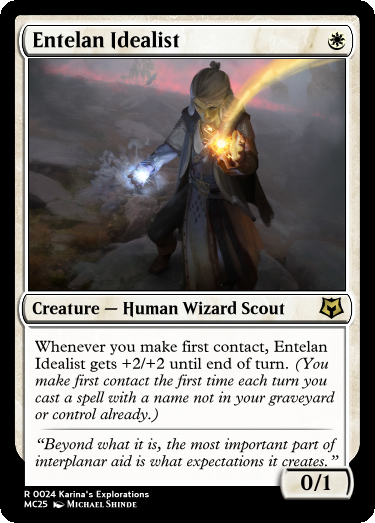 Entelan Idealist
Creature — Human Wizard Scout
Whenever you make first contact, Entelan
Idealist gets +2/+2 until end of turn. (You
make first contact the first time each turn you
cast a spell with a name not in your graveyard
or control already.)
“Beyond what it is, the most important part of
interplanar aid is what expectations it creates.”
0/1
R 0024 Karina's Explorations
MC25 Michael Shinde